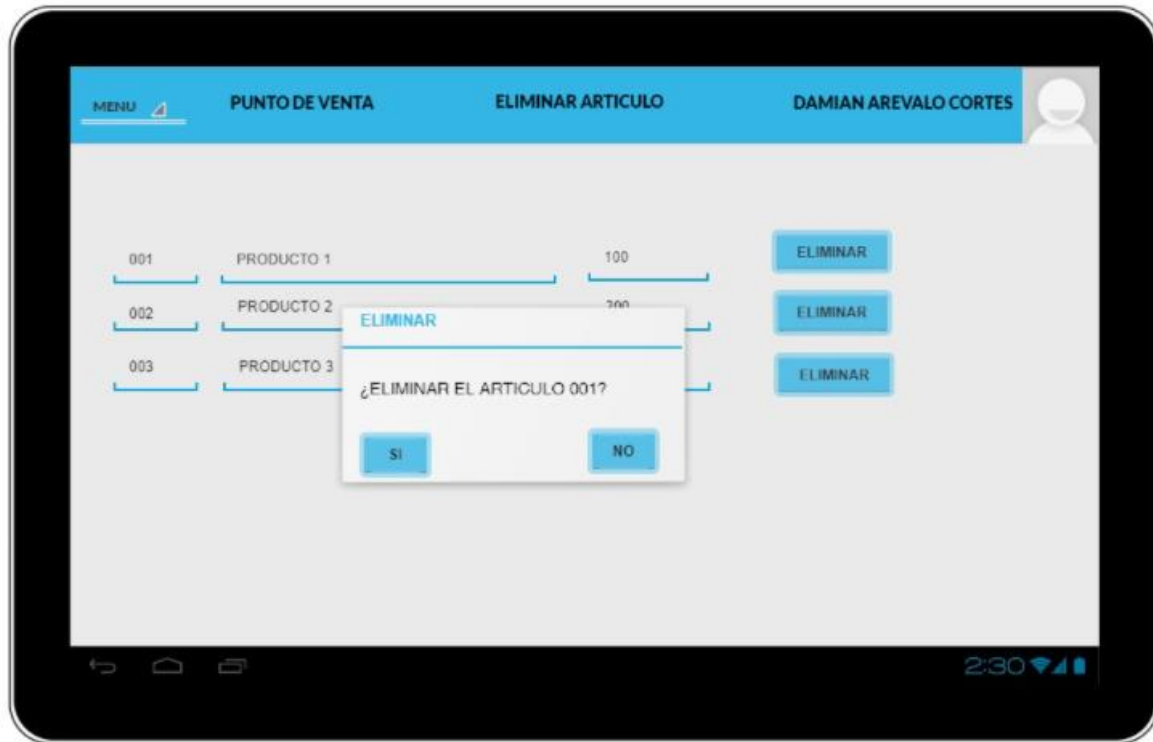 MENU PUNTO DE VENTA ELIMINAR ARTICULO DAMIAN AREVALO CORTES
001 PRODUCTO 1 100 ELIMINAR
002 PRODUCTO 2 200 ELIMINAR
003 PRODUCTO 3 ELIMINAR
ELIMINAR
¿ELIMINAR EL ARTICULO 001?
SI NO
2:30